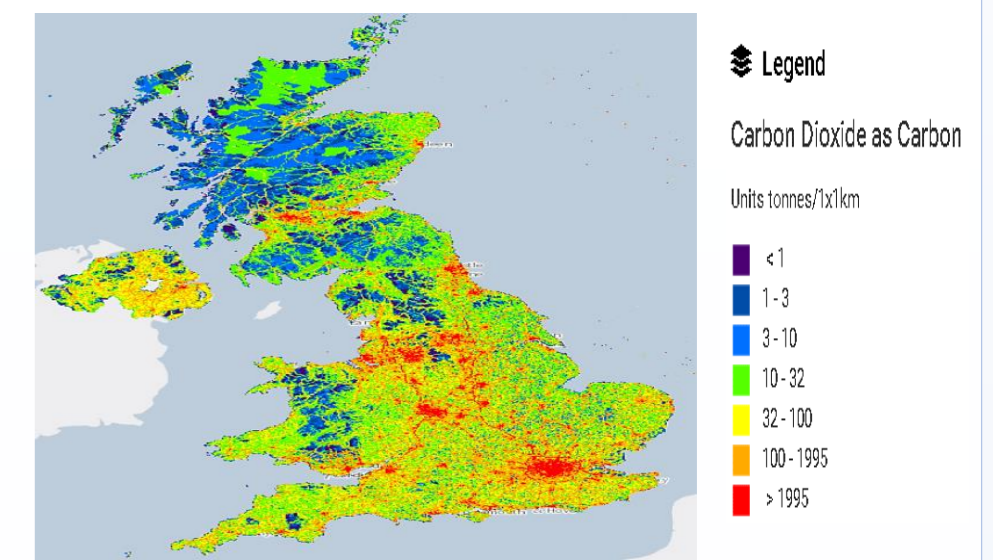 Legend
Carbon Dioxide as Carbon
Units tonnes/1x1km
< 1
1 - 3
3 - 10
10 - 32
32 - 100
100 - 1995
> 1995